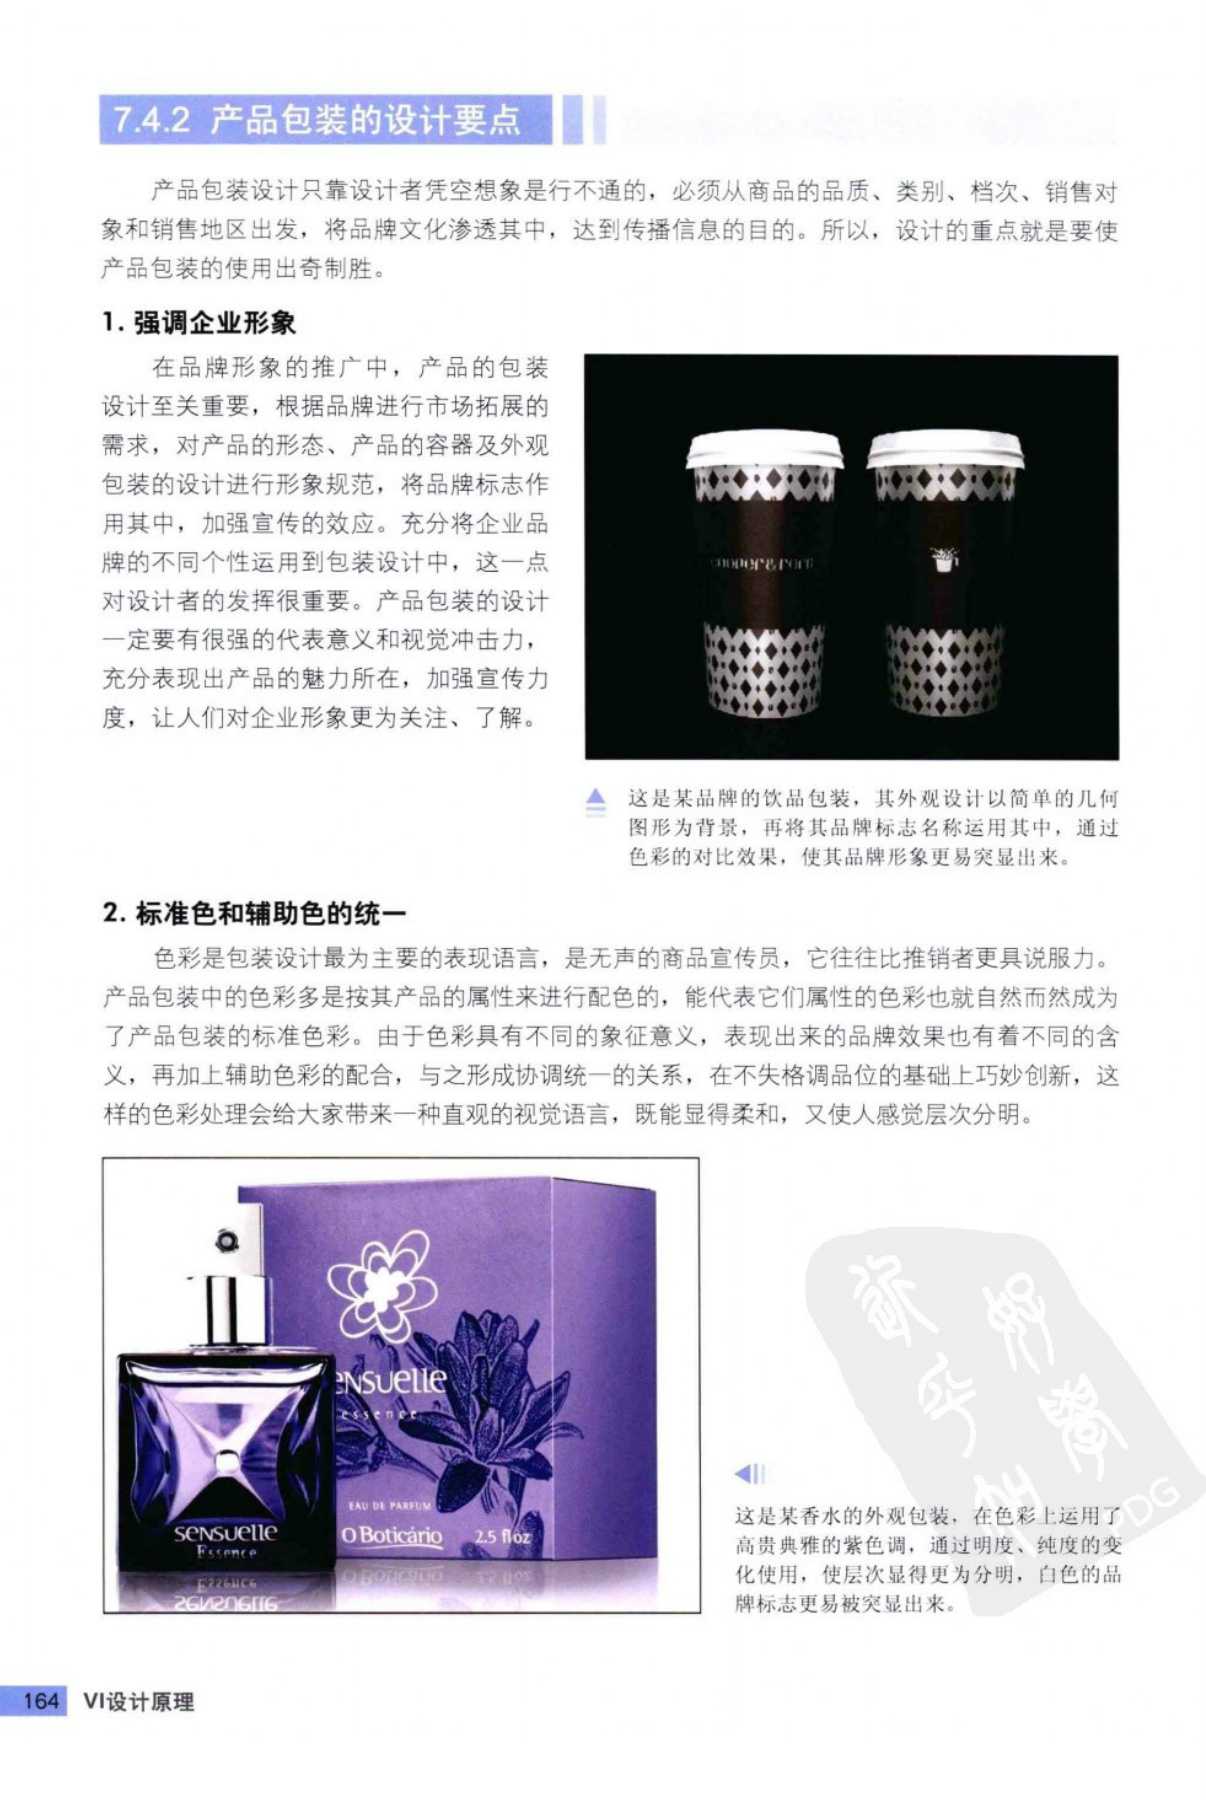 7.4.2 产品包装的设计要点
产品包装设计只靠设计者凭空想象是行不通的，必须从商品的品质、类别、档次、销售对
象和销售地区出发，将品牌文化渗透其中，达到传播信息的目的。所以，设计的重点就是要使
产品包装的使用出奇制胜。
1. 强调企业形象
在品牌形象的推广中，产品的包装
设计至关重要，根据品牌进行市场拓展的
需求，对产品的形态、产品的容器及外观
包装的设计进行形象规范，将品牌标志作
用其中，加强宣传的效应。充分将企业品
牌的不同个性运用到包装设计中，这一点
对设计者的发挥很重要。产品包装的设计
一定要有很强的代表意义和视觉冲击力，
充分表现出产品的魅力所在，加强宣传力
度，让人们对企业形象更为关注、了解。
这是某品牌的饮品包装，其外观设计以简单的几何
图形为背景，再将其品牌标志名称运用其中，通过
色彩的对比效果，使其品牌形象更易突显出来。
2. 标准色和辅助色的统一
色彩是包装设计最为主要的表现语言，是无声的商品宣传员，它往往比推销者更具说服力。
产品包装中的色彩多是按其产品的属性来进行配色的，能代表它们属性的色彩也就自然而然成为
了产品包装的标准色彩。由于色彩具有不同的象征意义，表现出来的品牌效果也有着不同的含
义，再加上辅助色彩的配合，与之形成协调统一的关系，在不失格调品位的基础上巧妙创新，这
样的色彩处理会给大家带来一种直观的视觉语言，既能显得柔和，又使人感觉层次分明。
ENSUELLE
essence
EAU DE PARFUM
O Boticário 2.5 fl oz
SENSUELLE
Essence
PDG
这是某香水的外观包装，在色彩上运用了
高贵典雅的紫色调，通过明度、纯度的变
化使用，使层次显得更为分明，白色的品
牌标志更易被突显出来。
164 VI设计原理